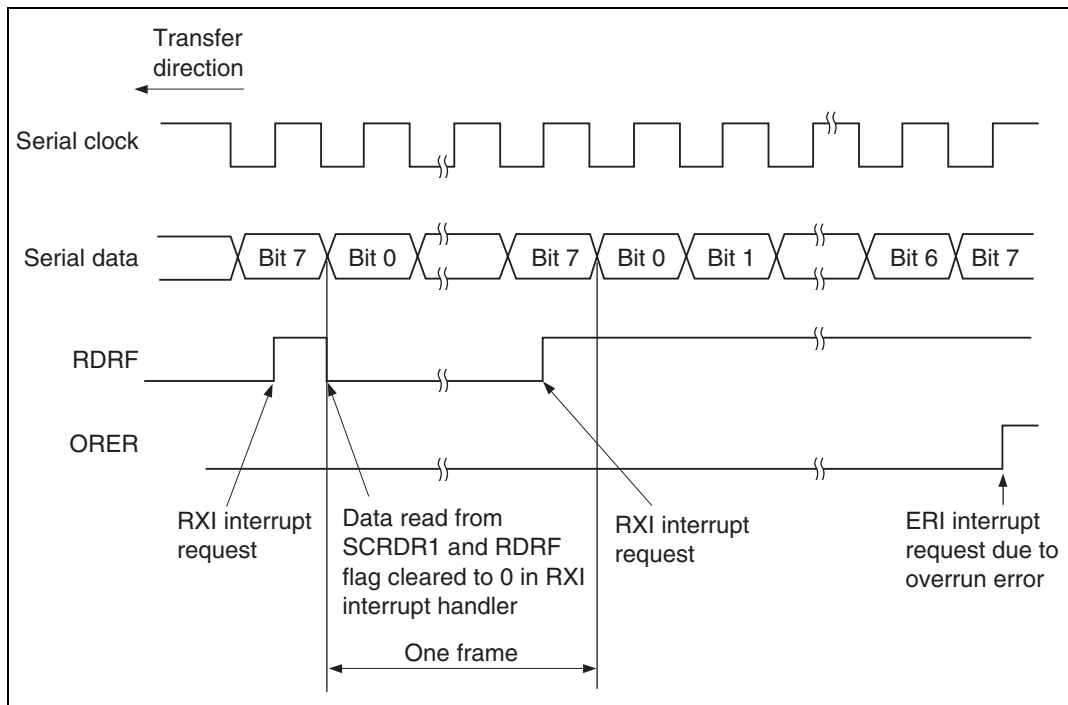 Transfer
direction
Serial clock
Serial data
Bit 7 Bit 0 Bit 7 Bit 0 Bit 1 Bit 6 Bit 7
RDRF
ORER
RXI interrupt
request
Data read from
SCRDR1 and RDRF
flag cleared to 0 in RXI
interrupt handler
RXI interrupt
request
ERI interrupt
request due to
overrun error
One frame